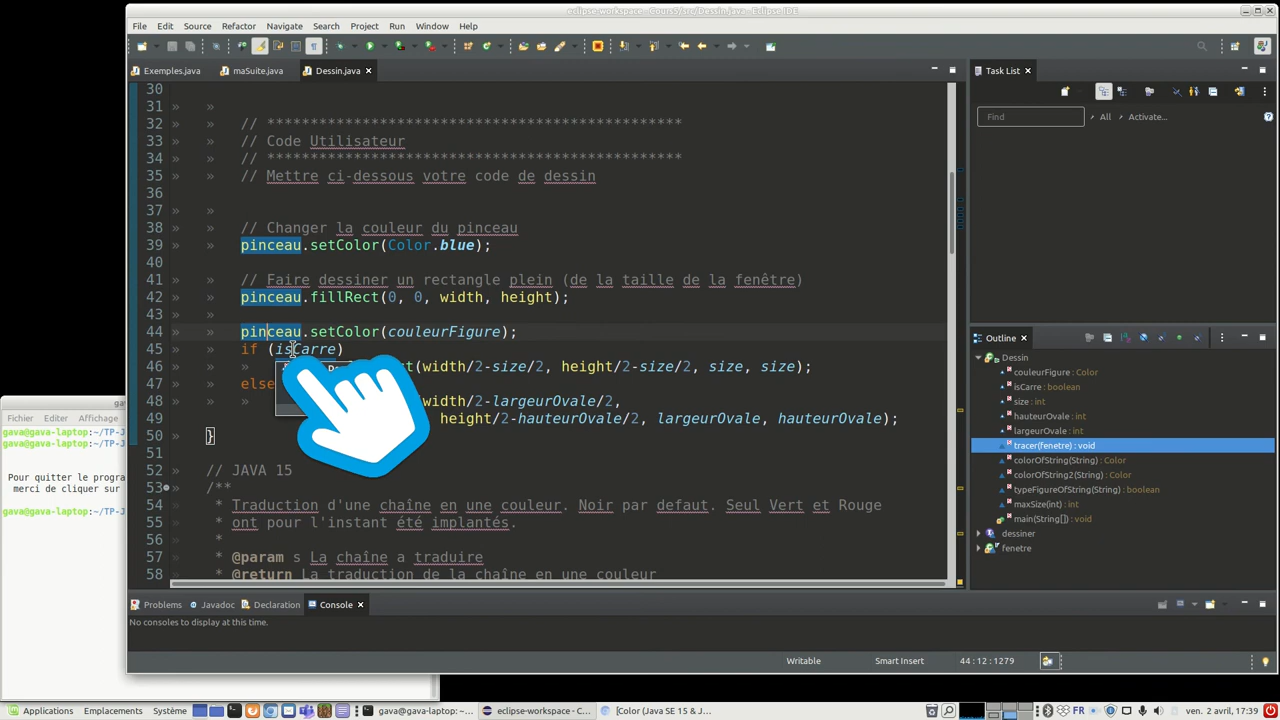 eclipse-workspace - Cours5/src/Dessin.java - Eclipse IDE
File Edit Source Refactor Navigate Search Project Run Window Help
Exemples.java maSuite.java Dessin.java
Task List
Find All Activate...
30
31
32 // ************************************************
33 // Code Utilisateur
34 // ************************************************
35 // Mettre ci-dessous votre code de dessin
36
37
38 // Changer la couleur du pinceau
39 pinceau.setColor(Color.blue);
40
41 // Faire dessiner un rectangle plein (de la taille de la fenêtre)
42 pinceau.fillRect(0, 0, width, height);
43
44 pinceau.setColor(couleurFigure);
45 if (isCarre)
46 ct(width/2-size/2, height/2-size/2, size, size);
47 else
48 width/2-largeurOvale/2,
49 height/2-hauteurOvale/2, largeurOvale, hauteurOvale);
50 }
51
52 // JAVA 15
53 /**
54 * Traduction d'une chaîne en une couleur. Noir par defaut. Seul Vert et Rouge
55 * ont pour l'instant été implantés.
56 *
57 * @param s La chaîne a traduire
58 * @return La traduction de la chaîne en une couleur
Outline
Dessin
couleurFigure : Color
isCarre : boolean
size : int
hauteurOvale : int
largeurOvale : int
tracer(fenetre) : void
colorOfString(String) : Color
colorOfString2(String) : Color
typeFigureOfString(String) : boolean
maxSize(int) : int
main(String[]) : void
dessiner
fenetre
Problems Javadoc Declaration Console
No consoles to display at this time.
Writable Smart Insert 44 : 12 : 1279
Fichier Editer Affichage
gava@gava-laptop:~/TP-J
gava@gava-laptop:~/TP-J
Pour quitter le progra
merci de cliquer sur
gava@gava-laptop:~/TP-J
Applications Emplacements Système gava@gava-laptop: ~/... eclipse-workspace - C... [Color (Java SE 15 & J... FR ven. 2 avril, 17:39